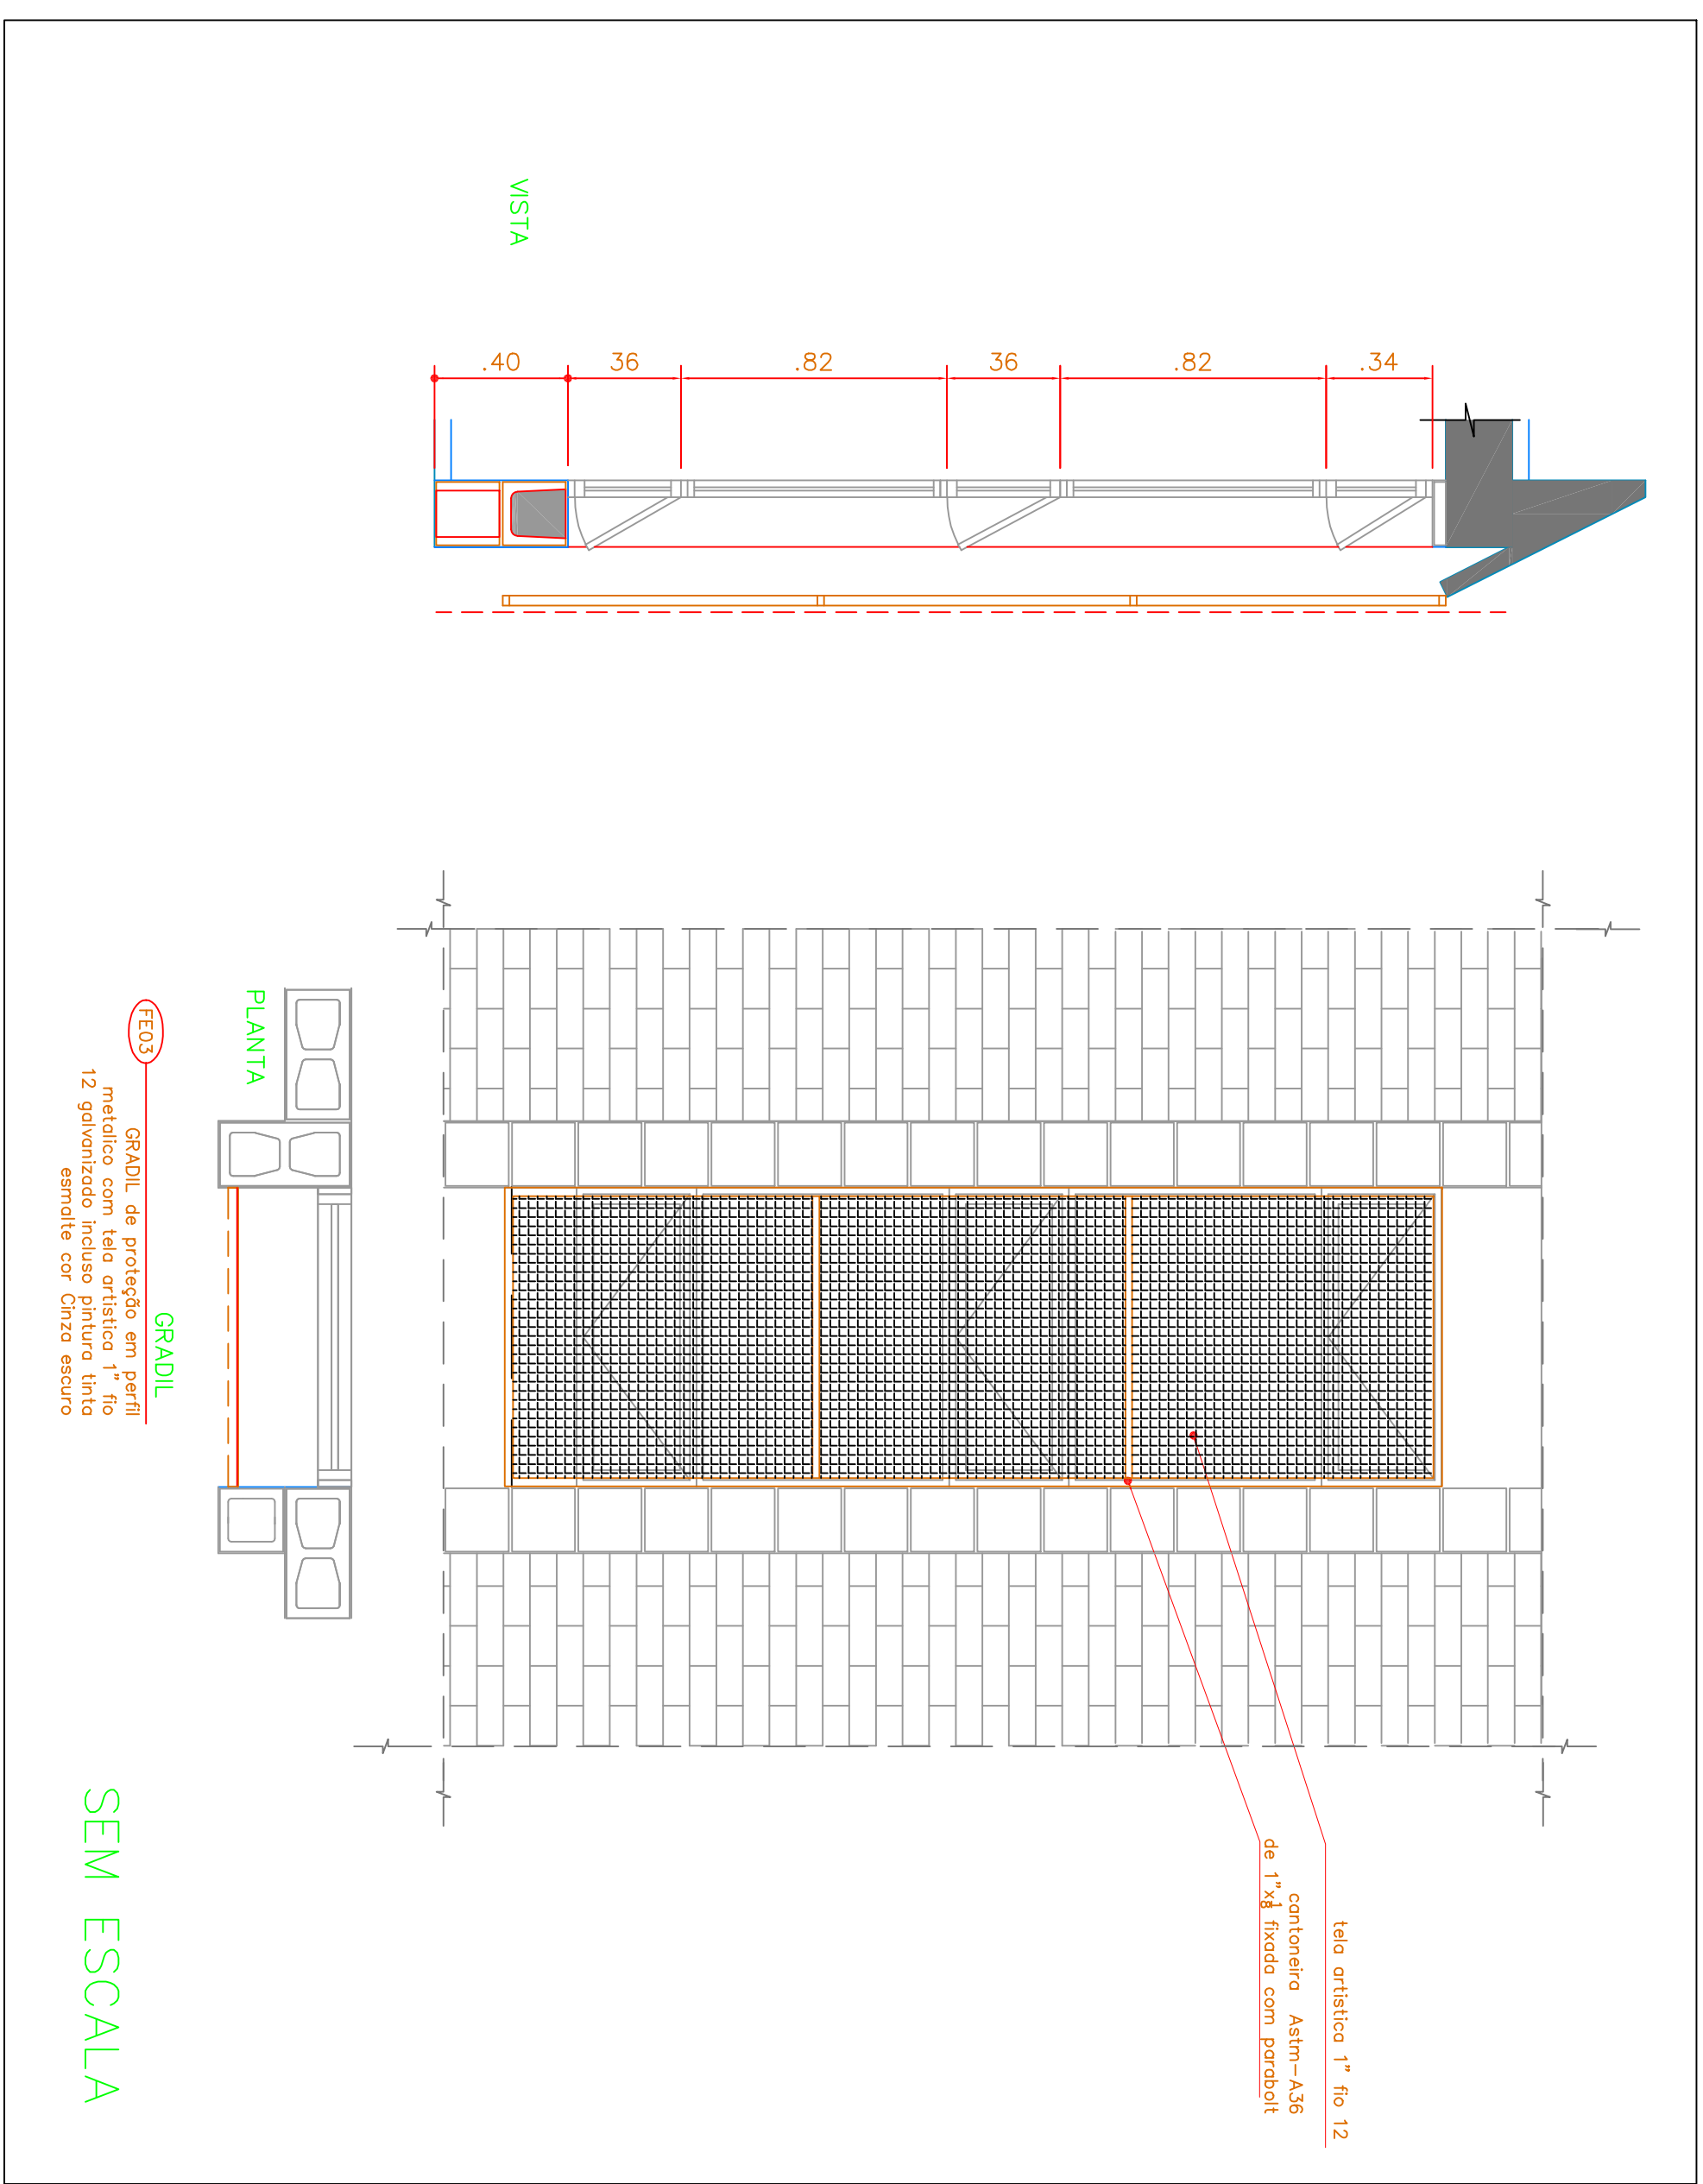 VISTA
.40
36
.82
36
.82
.34
tela artistica 1" fio 12
cantoneira Astm-A36
de 1"x1/8 fixada com parabolt
PLANTA
GRADIL
FE03
GRADIL de proteção em perfil
metalico com tela artistica 1" fio
12 galvanizado incluso pintura tinta
esmalte cor Cinza escuro
SEM ESCALA